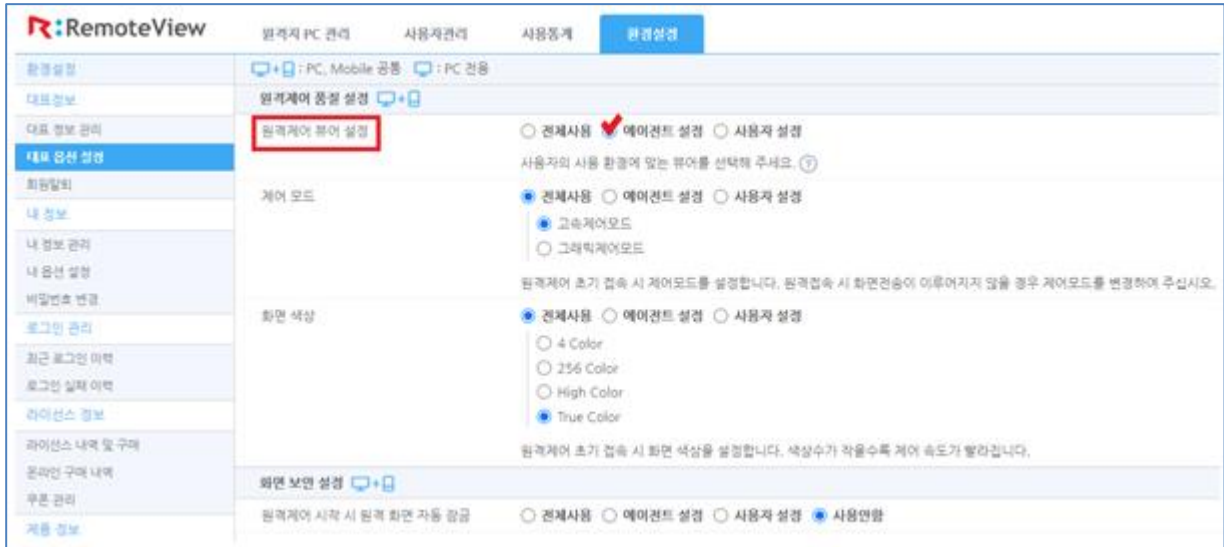 RemoteView
원격지 PC 관리 사용자관리 사용통계 환경설정
환경설정
:PC, Mobile 공통 :PC 전용
대표정보
원격제어 품질 설정
대표 정보 관리
원격제어 뷰어 설정
전체사용 에이전트 설정 사용자 설정
대표 옵션 설정
사용자의 사용 환경에 맞는 뷰어를 선택해 주세요. ?
회원탈퇴
제어 모드
전체사용 에이전트 설정 사용자 설정
내 정보
고속제어모드
내 정보 관리
그래픽제어모드
내 옵션 설정
원격제어 초기 접속 시 제어모드를 설정합니다. 원격접속 시 화면전송이 이루어지지 않을 경우 제어모드를 변경하여 주십시오.
비밀번호 변경
화면 색상
전체사용 에이전트 설정 사용자 설정
로그인 관리
4 Color
최근 로그인 이력
256 Color
로그인 실패 이력
High Color
라이선스 정보
True Color
라이선스 내역 및 구매
원격제어 초기 접속 시 화면 색상을 설정합니다. 색상수가 작을수록 제어 속도가 빨라집니다.
온라인 구매 내역
화면 보안 설정
쿠폰 관리
원격제어 시작 시 원격 화면 자동 잠금
전체사용 에이전트 설정 사용자 설정 사용안함
제품 정보